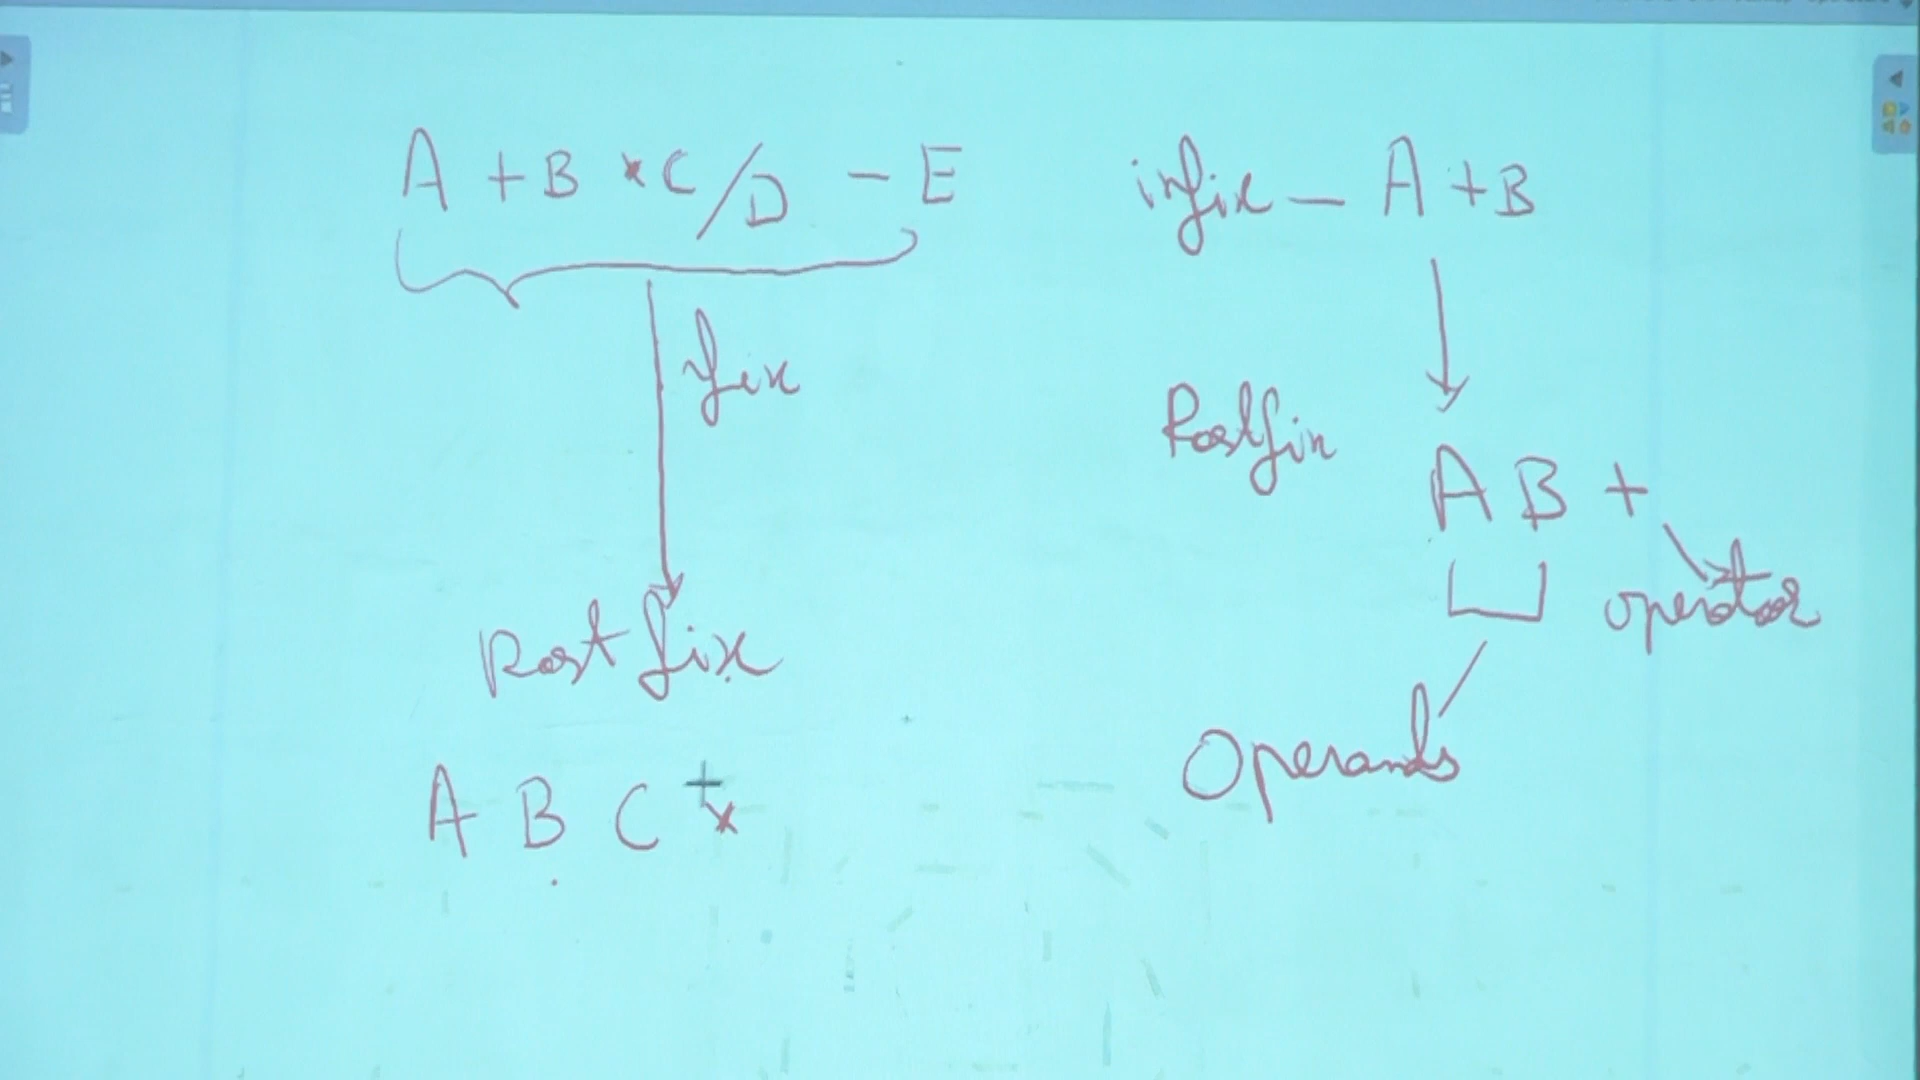 A + B * C / D - E
infix - A + B
fix
Postfix
A B +
operator
Postfix
Operands
A B C *